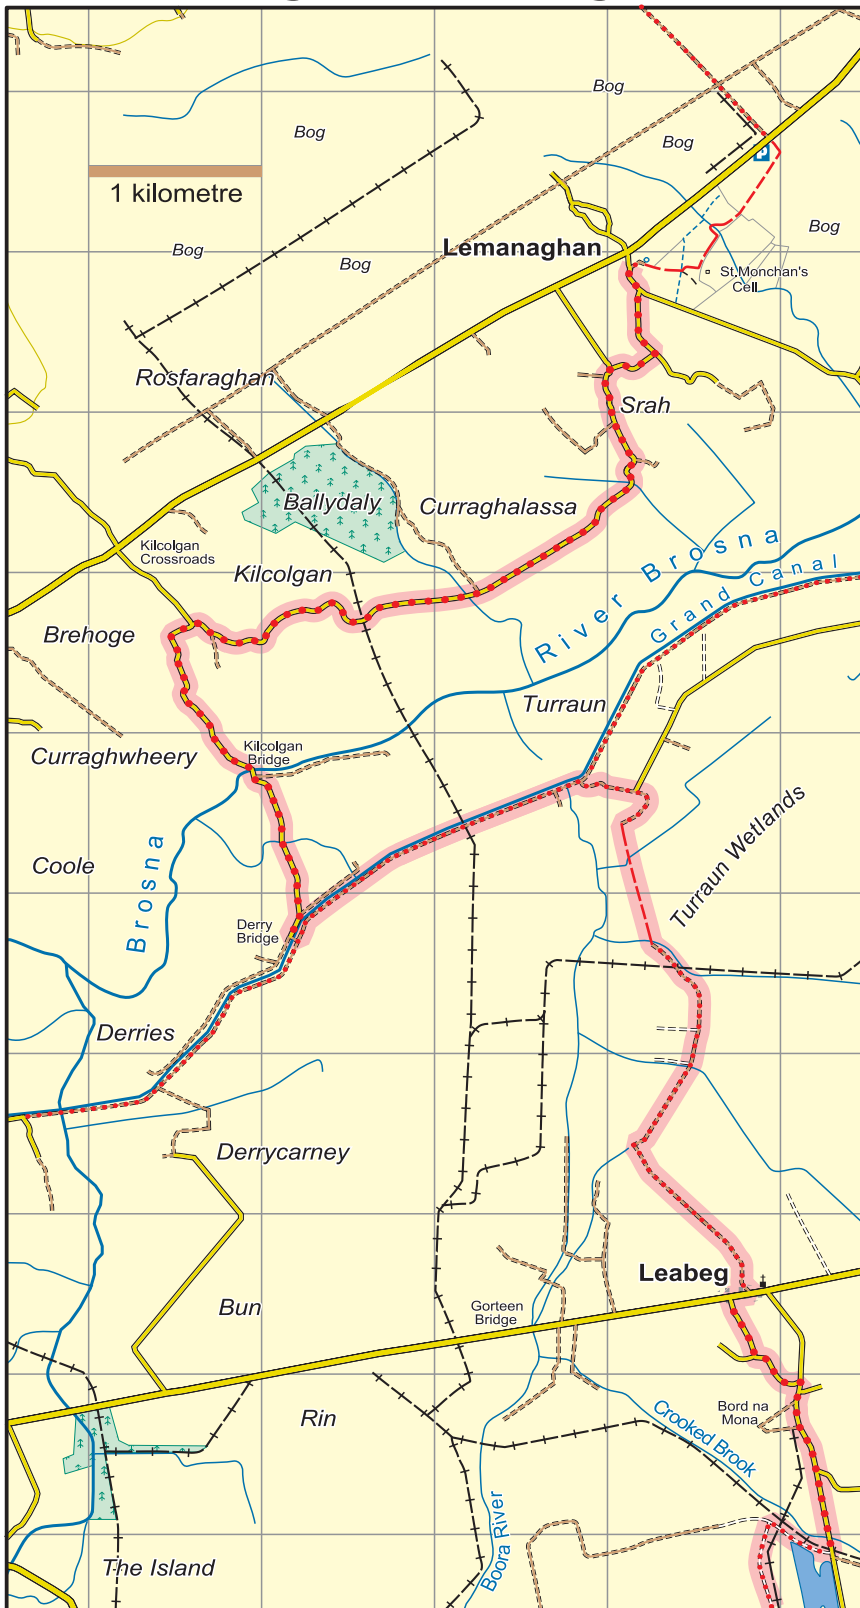 Bog
Bog
Bog
1 kilometre
P
Bog
Lemanaghan
Bog
Bog
St.Monchan's
Cell
Rosfaraghan
Srah
Ballydaly
Curraghalassa
Kilcolgan
Crossroads
Kilcolgan
River Brosna
Grand Canal
Brehoge
Turraun
Curraghwheery
Kilcolgan
Bridge
Turraun Wetlands
Coole
Brosna
Derry
Bridge
Derries
Derrycarney
Leabeg
Bun
Gorteen
Bridge
Rin
Bord na
Mona
Crooked Brook
Boora River
The Island